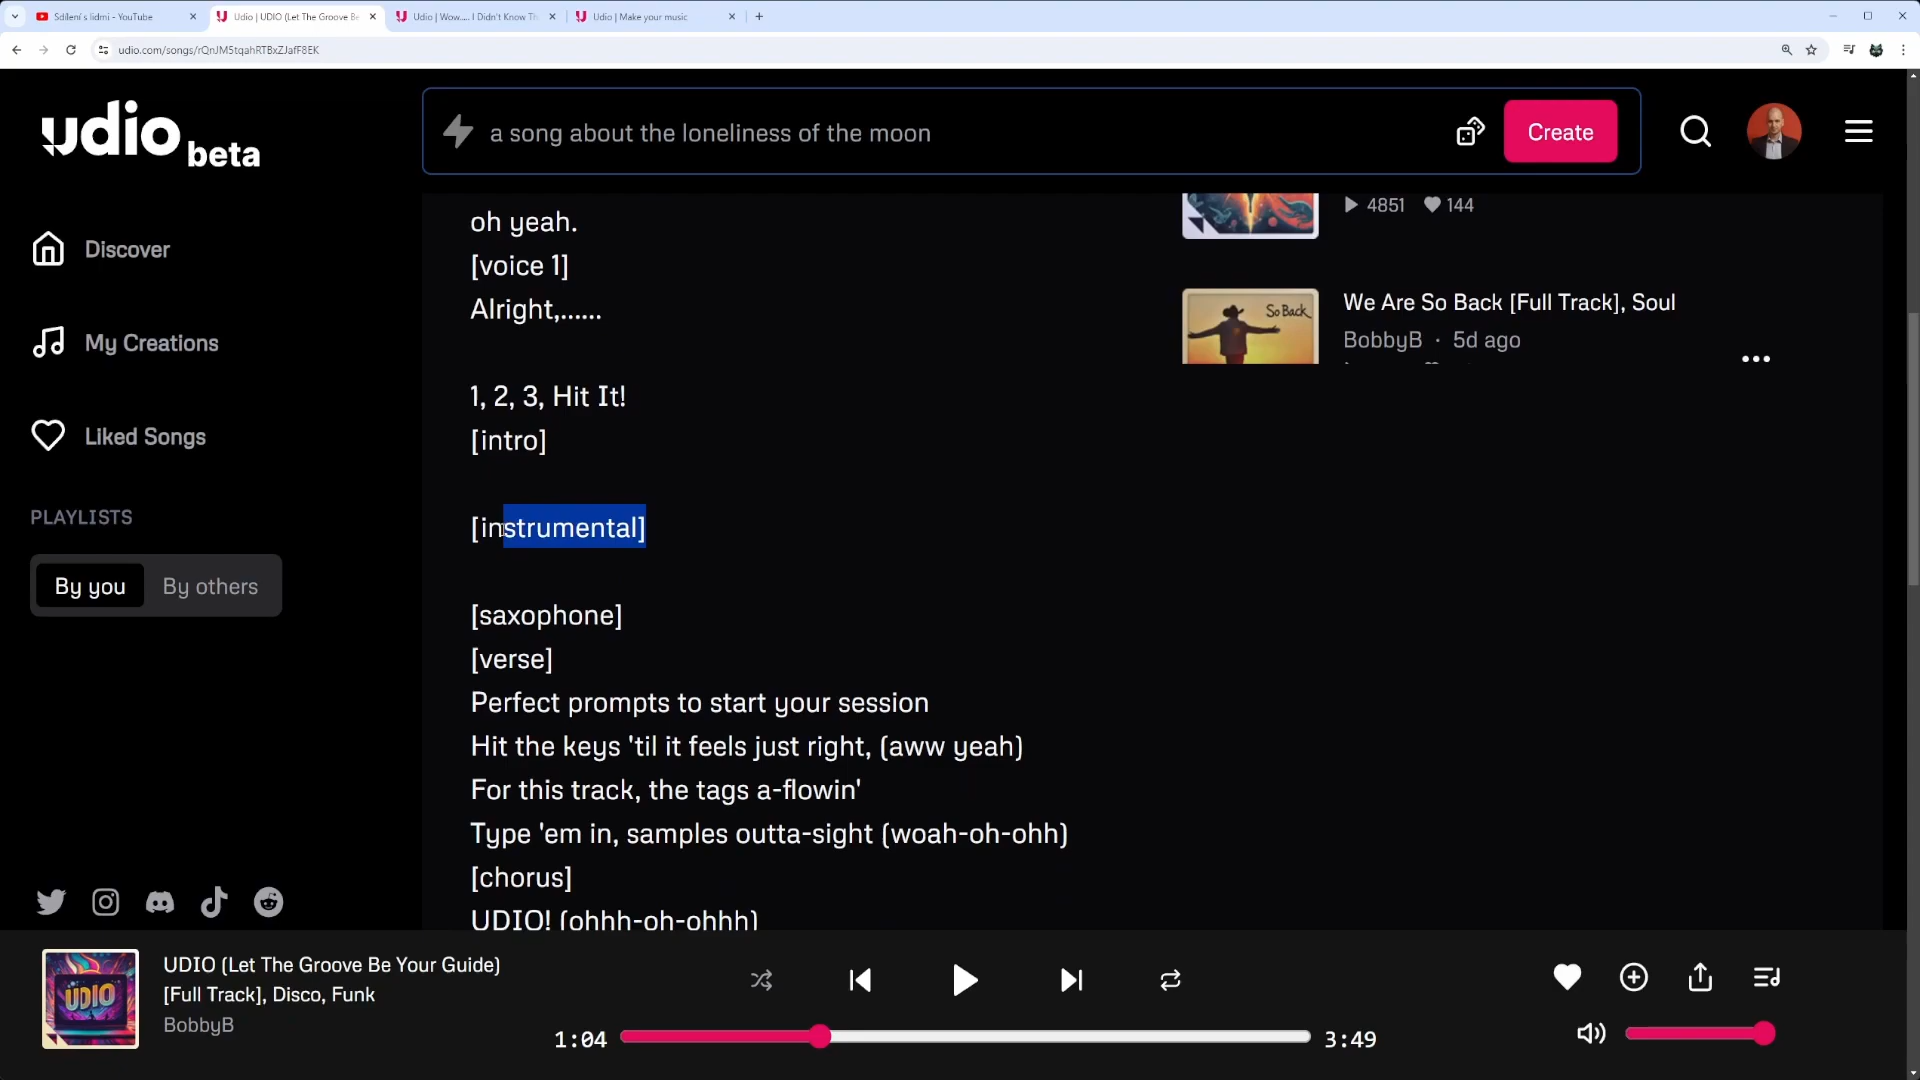 Sdílení s lidmi - YouTube
Udio | UDIO (Let The Groove Be
Udio | Wow..... I Didn't Know Th
Udio | Make your music
udio.com/songs/rQnJM5tqahRTBxZJafF8EK
udio beta
a song about the loneliness of the moon
Create
Discover
My Creations
Liked Songs
PLAYLISTS
By you
By others
oh yeah.
[voice 1]
Alright,......
1, 2, 3, Hit It!
[intro]
[instrumental]
[saxophone]
[verse]
Perfect prompts to start your session
Hit the keys 'til it feels just right, (aww yeah)
For this track, the tags a-flowin'
Type 'em in, samples outta-sight (woah-oh-ohh)
[chorus]
UDIO! (ohhh-oh-ohhh)
4851 144
So Back
We Are So Back [Full Track], Soul
BobbyB · 5d ago
UDIO
UDIO (Let The Groove Be Your Guide)
[Full Track], Disco, Funk
BobbyB
1:04
3:49